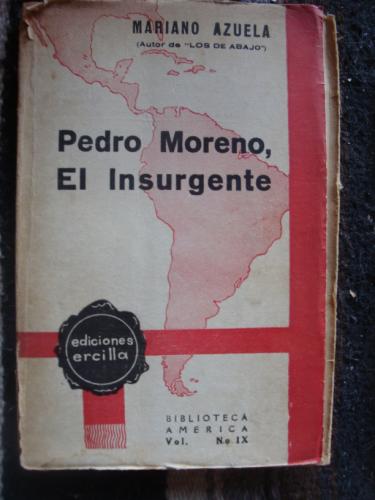 MARIANO AZUELA
(Autor de "LOS DE ABAJO")
Pedro Moreno,
El Insurgente
ediciones
ercilla
BIBLIOTECA
AMERICA
Vol. No IX